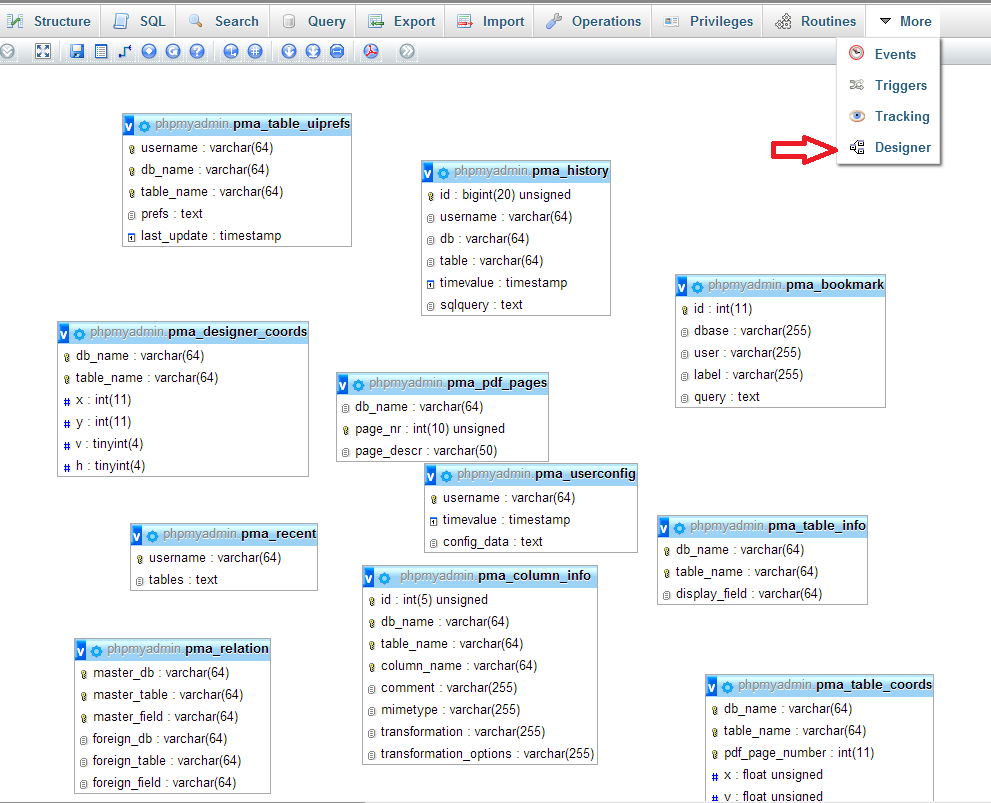 Structure SQL Search Query Export Import Operations Privileges Routines More
Events
Triggers
Tracking
Designer
phpmyadmin.pma_table_uiprefs
username : varchar(64)
db_name : varchar(64)
table_name : varchar(64)
prefs : text
last_update : timestamp
phpmyadmin.pma_history
id : bigint(20) unsigned
username : varchar(64)
db : varchar(64)
table : varchar(64)
timevalue : timestamp
sqlquery : text
phpmyadmin.pma_bookmark
id : int(11)
dbase : varchar(255)
user : varchar(255)
label : varchar(255)
query : text
phpmyadmin.pma_designer_coords
db_name : varchar(64)
table_name : varchar(64)
x : int(11)
y : int(11)
v : tinyint(4)
h : tinyint(4)
phpmyadmin.pma_pdf_pages
db_name : varchar(64)
page_nr : int(10) unsigned
page_descr : varchar(50)
phpmyadmin.pma_userconfig
username : varchar(64)
timevalue : timestamp
config_data : text
phpmyadmin.pma_table_info
db_name : varchar(64)
table_name : varchar(64)
display_field : varchar(64)
phpmyadmin.pma_recent
username : varchar(64)
tables : text
phpmyadmin.pma_column_info
id : int(5) unsigned
db_name : varchar(64)
table_name : varchar(64)
column_name : varchar(64)
comment : varchar(255)
mimetype : varchar(255)
transformation : varchar(255)
transformation_options : varchar(255)
phpmyadmin.pma_relation
master_db : varchar(64)
master_table : varchar(64)
master_field : varchar(64)
foreign_db : varchar(64)
foreign_table : varchar(64)
foreign_field : varchar(64)
phpmyadmin.pma_table_coords
db_name : varchar(64)
table_name : varchar(64)
pdf_page_number : int(11)
x : float unsigned
y : float unsigned